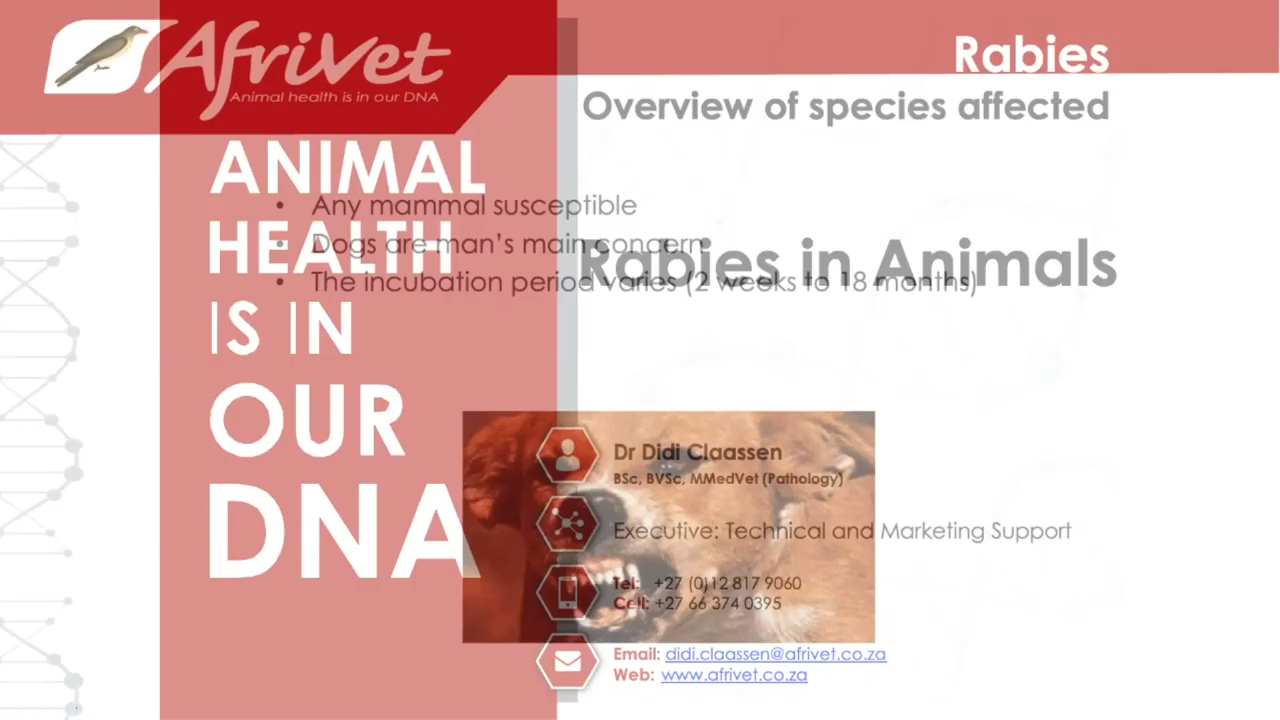 AfriVet
Animal health is in our DNA
Rabies
Overview of species affected
ANIMAL
HEALTH
IS IN
OUR
DNA
• Any mammal susceptible
• Dogs are man's main concern
• The incubation period varies (2 weeks to 18 months)
Rabies in Animals
Dr Didi Claassen
BSc, BVSc, MMedVet (Pathology)
Executive: Technical and Marketing Support
Tel: +27 (0)12 817 9060
Cell: +27 66 374 0395
Email: didi.claassen@afrivet.co.za
Web: www.afrivet.co.za